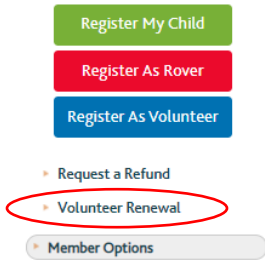 Register My Child
Register As Rover
Register As Volunteer
Request a Refund
Volunteer Renewal
Member Options